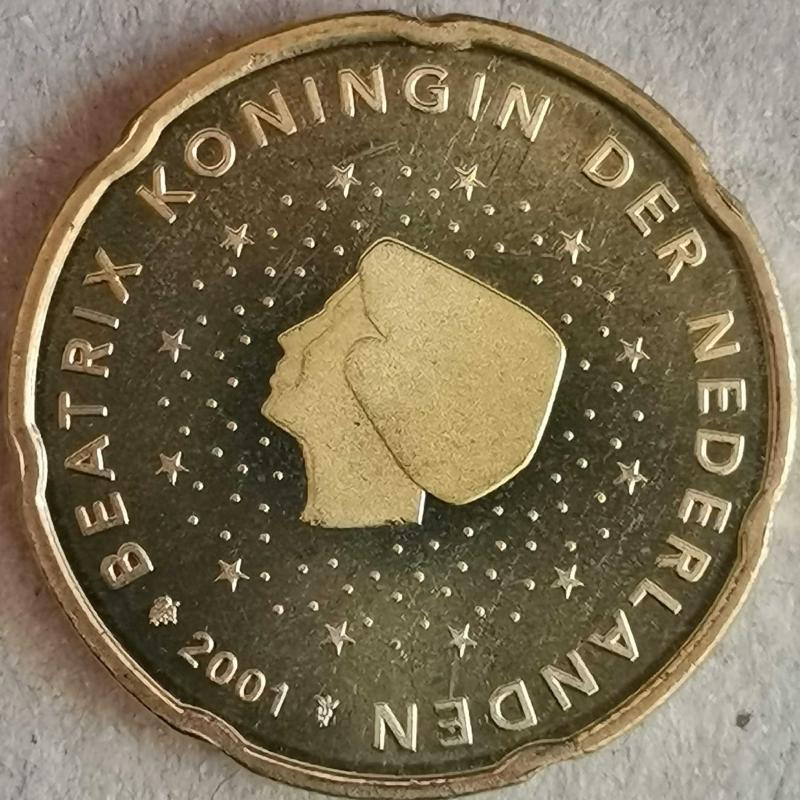 BEATRIX KONINGIN DER NEDERLANDEN
2001